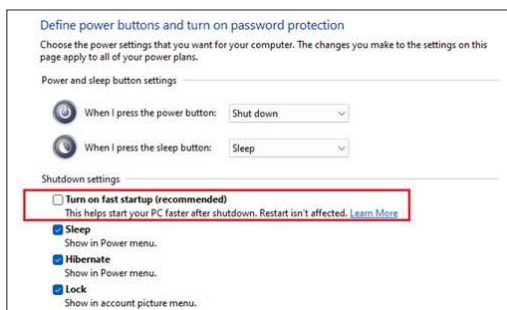 Define power buttons and turn on password protection
Choose the power settings that you want for your computer. The changes you make to the settings on this
page apply to all of your power plans.
Power and sleep button settings
When I press the power button: Shut down
When I press the sleep button: Sleep
Shutdown settings
Turn on fast startup (recommended)
This helps start your PC faster after shutdown. Restart isn't affected. Learn More
Sleep
Show in Power menu.
Hibernate
Show in Power menu.
Lock
Show in account picture menu.